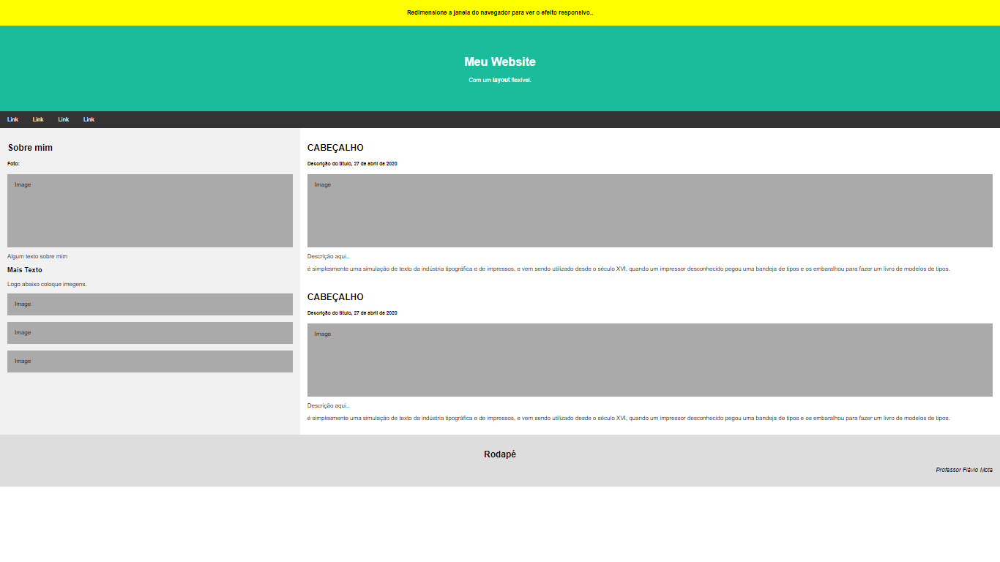 Redimensione a janela do navegador para ver o efeito responsivo..
Meu Website
Com um layout flexível.
Link Link Link Link
Sobre mim
Foto:
Image
Algum texto sobre mim
Mais Texto
Logo abaixo coloque imegens.
Image
Image
Image
CABEÇALHO
Descrição do título, 27 de abril de 2020
Image
Descrição aqui..
é simplesmente uma simulação de texto da indústria tipográfica e de impressos, e vem sendo utilizado desde o século XVI, quando um impressor desconhecido pegou uma bandeja de tipos e os embaralhou para fazer um livro de modelos de tipos.
CABEÇALHO
Descrição do título, 27 de abril de 2020
Image
Descrição aqui..
é simplesmente uma simulação de texto da indústria tipográfica e de impressos, e vem sendo utilizado desde o século XVI, quando um impressor desconhecido pegou uma bandeja de tipos e os embaralhou para fazer um livro de modelos de tipos.
Rodapé
Professor Flávio Mota